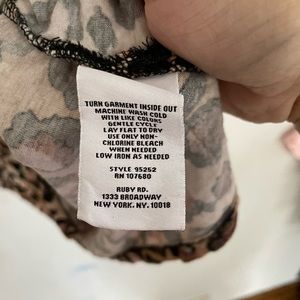 TURN GARMENT INSIDE OUT
MACHINE WASH COLD
WITH LIKE COLORS
GENTLE CYCLE
LAY FLAT TO DRY
USE ONLY NON-
CHLORINE BLEACH
WHEN NEEDED
LOW IRON AS NEEDED
STYLE 95252
RN 107680
RUBY RD.
1333 BROADWAY
NEW YORK, NY. 10018